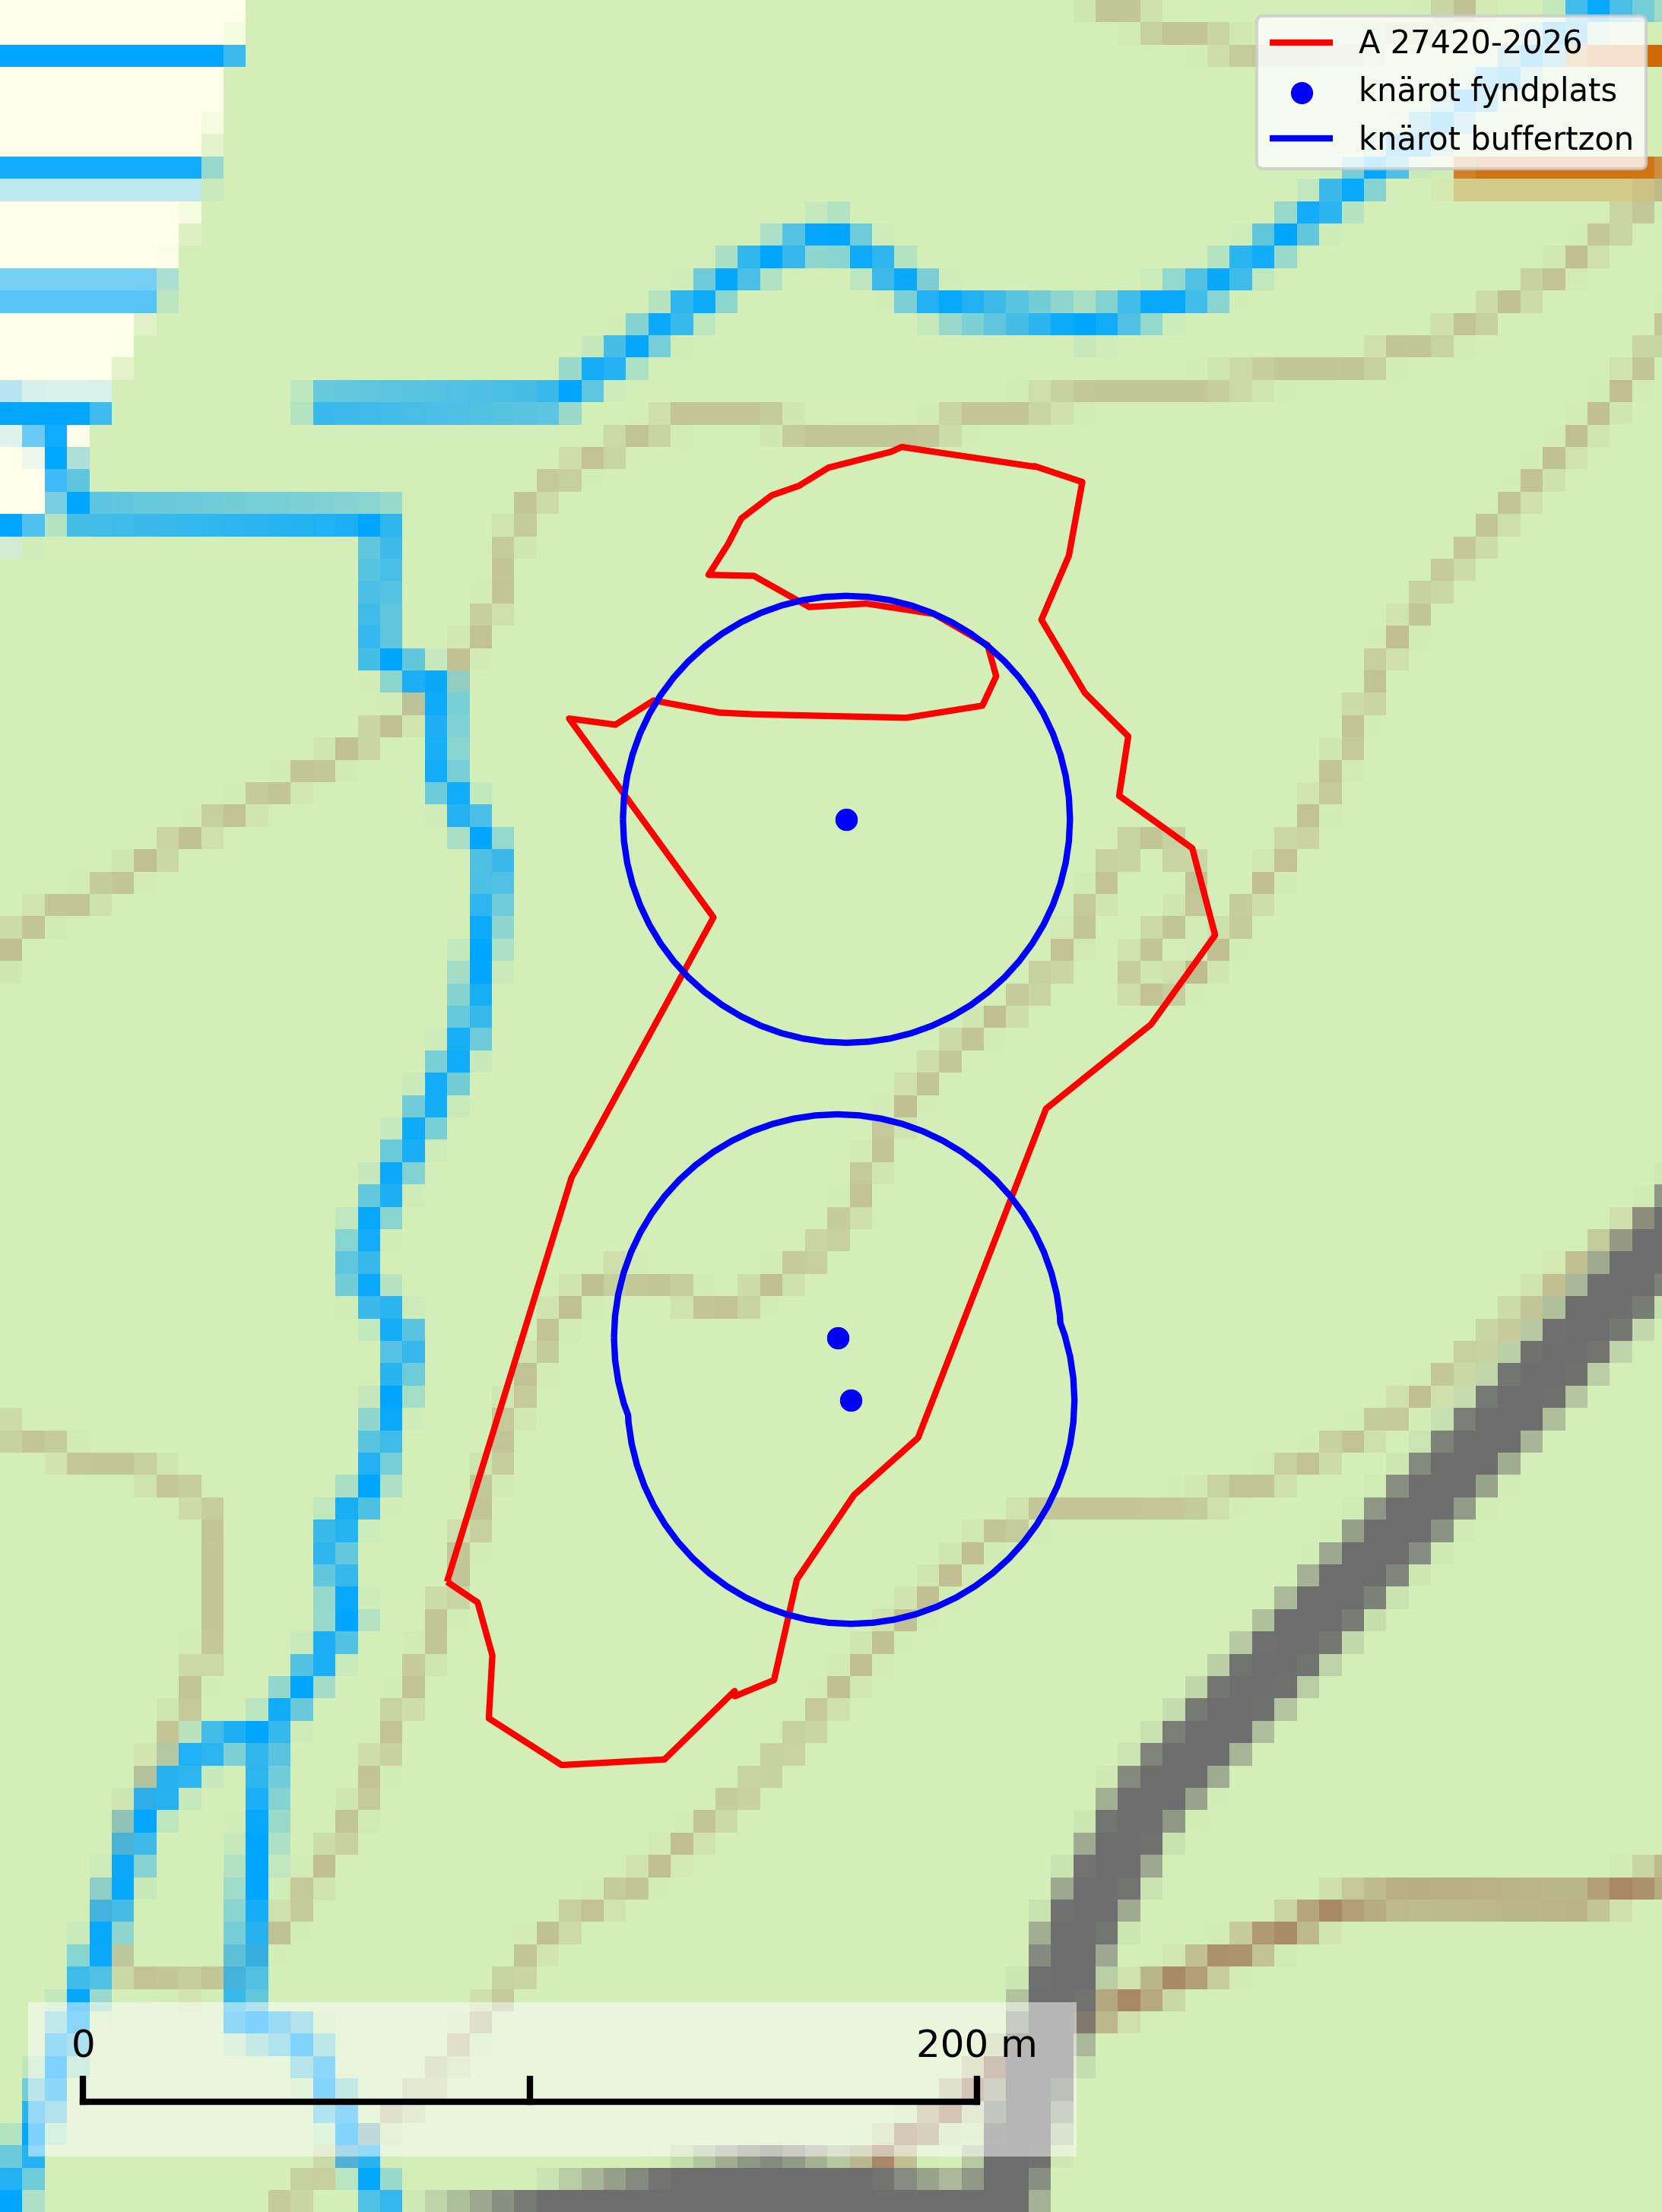 A 27420-2026
knärot fyndplats
knärot buffertzon
0 200 m